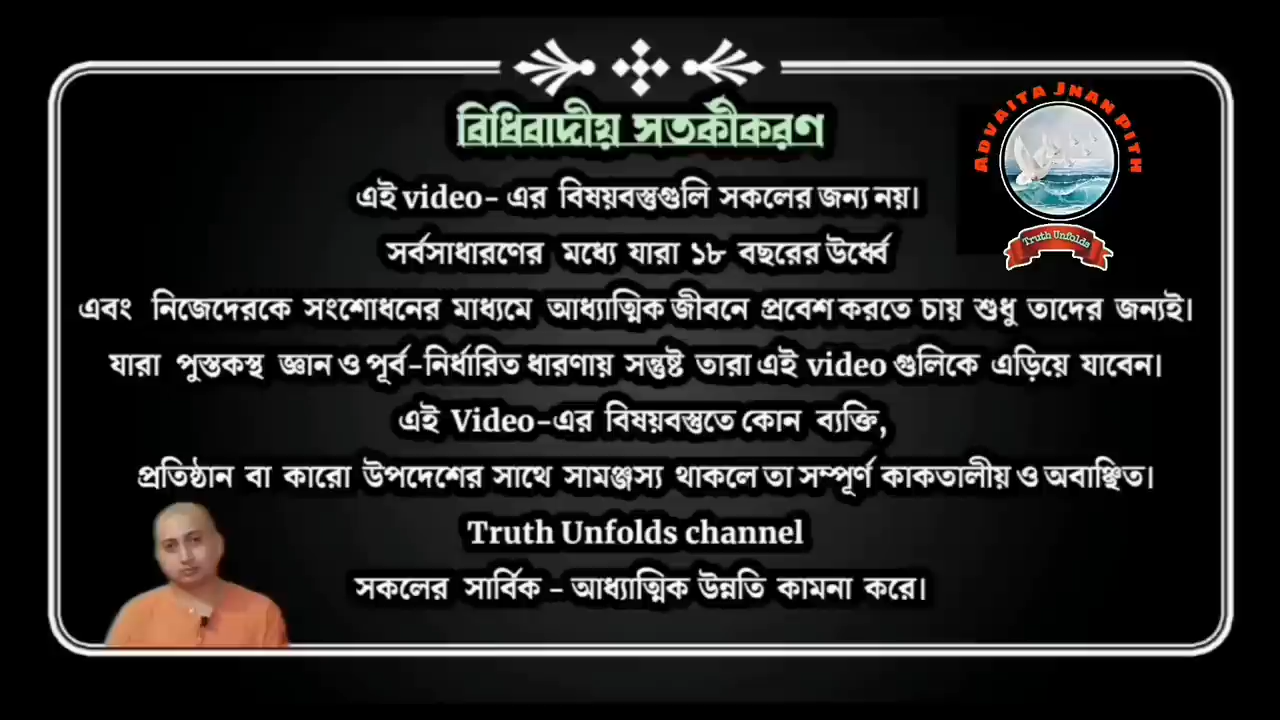 বিধিবাদীয় সতর্কীকরণ
ADVAITA JNAN PITH
Truth Unfolds
এই video- এর বিষয়বস্তুগুলি সকলের জন্য নয়।
সর্বসাধারণের মধ্যে যারা ১৮ বছরের উর্ধ্বে
এবং নিজেদেরকে সংশোধনের মাধ্যমে আধ্যাত্মিক জীবনে প্রবেশ করতে চায় শুধু তাদের জন্যই।
যারা পুস্তকস্থ জ্ঞান ও পূর্ব-নির্ধারিত ধারণায় সন্তুষ্ট তারা এই video গুলিকে এড়িয়ে যাবেন।
এই Video-এর বিষয়বস্তুতে কোন ব্যক্তি,
প্রতিষ্ঠান বা কারো উপদেশের সাথে সামঞ্জস্য থাকলে তা সম্পূর্ণ কাকতালীয় ও অবাঞ্ছিত।
Truth Unfolds channel
সকলের সার্বিক - আধ্যাত্মিক উন্নতি কামনা করে।